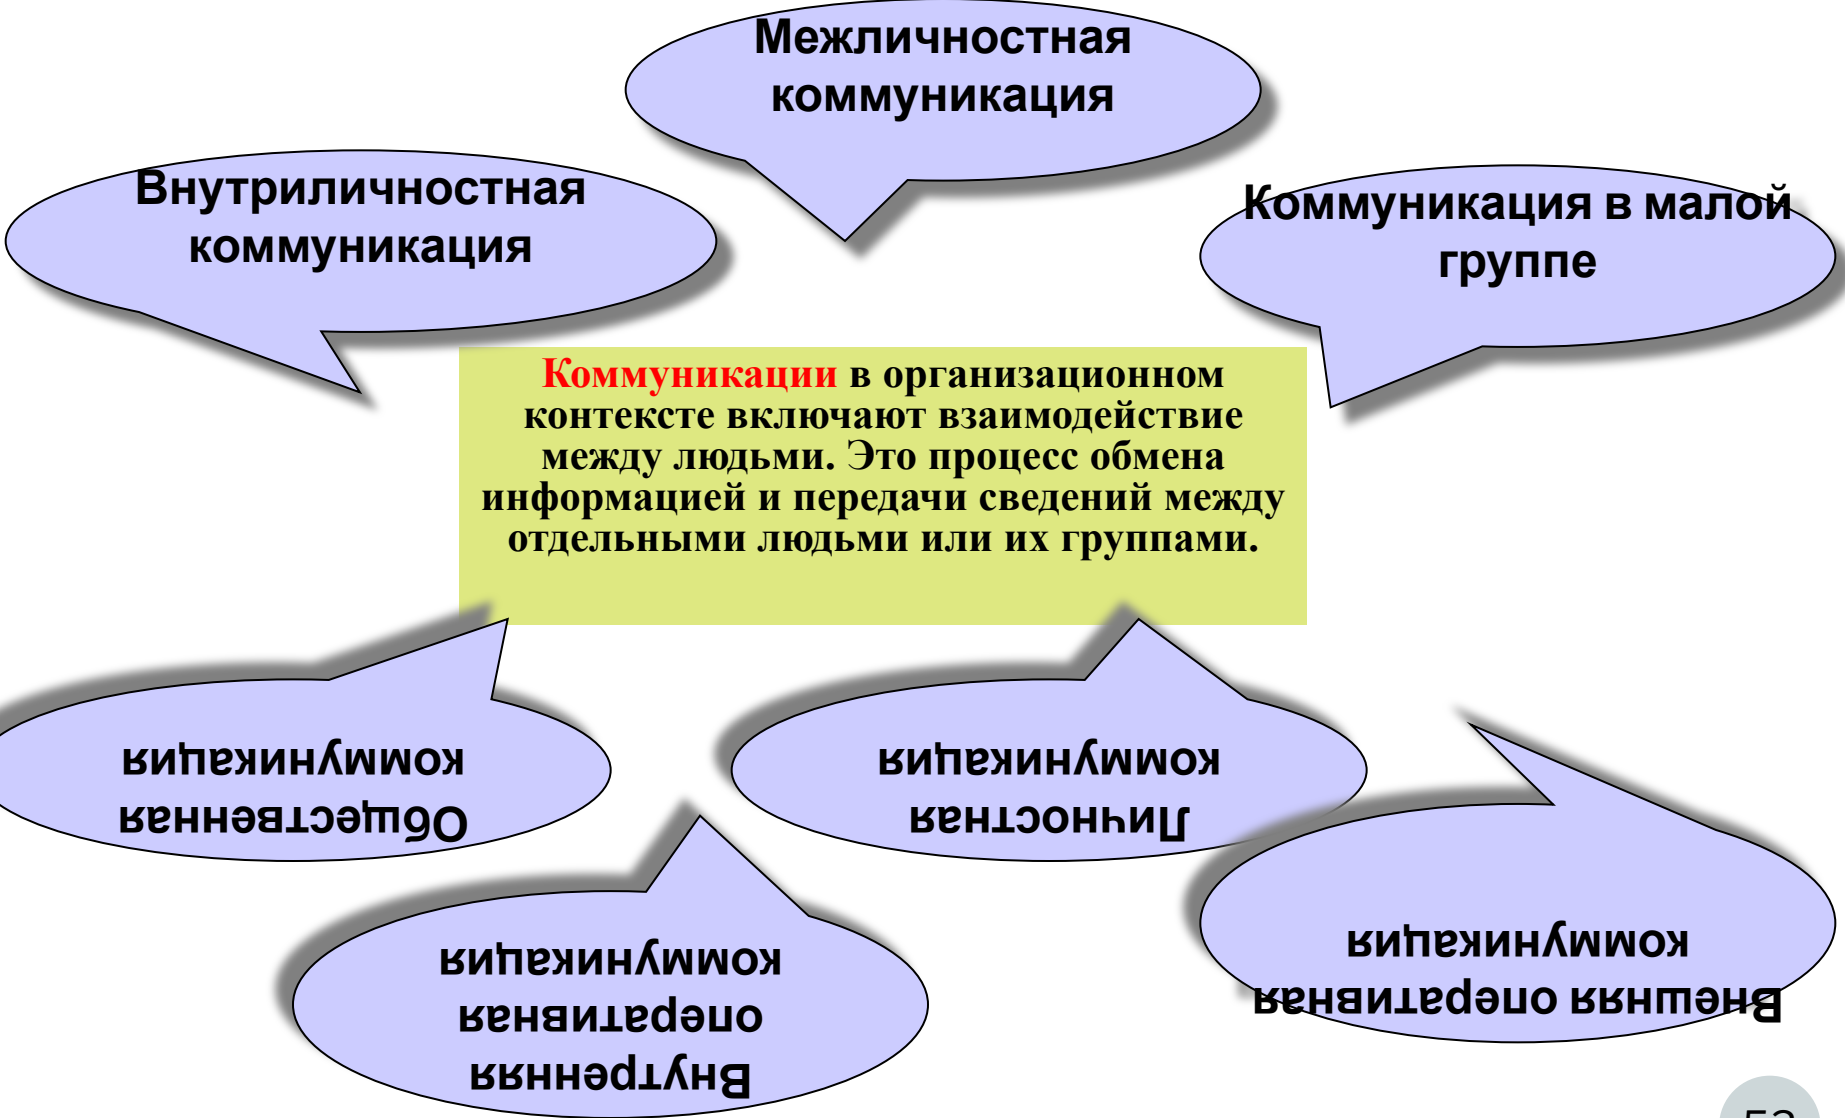 Межличностная
коммуникация
Внутриличностная
коммуникация
Коммуникация в малой
группе
Коммуникации в организационном
контексте включают взаимодействие
между людьми. Это процесс обмена
информацией и передачи сведений между
отдельными людьми или их группами.
Общественная
коммуникация
Личностная
коммуникация
Внутренняя
оперативная
коммуникация
Внешняя оперативная
коммуникация